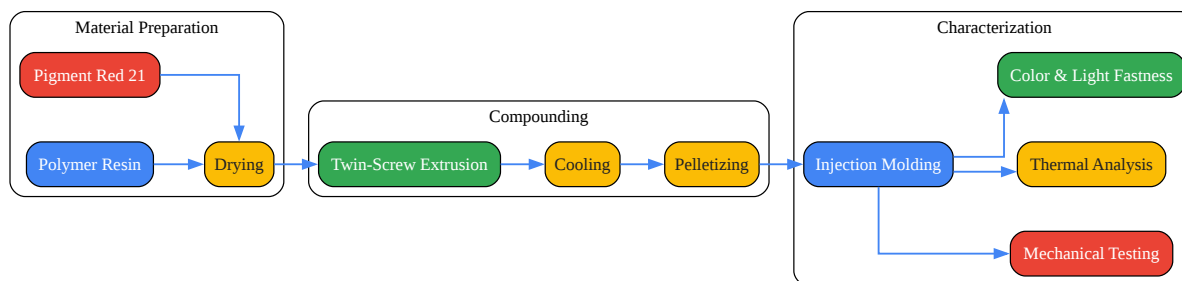 Material Preparation
Pigment Red 21
Polymer Resin
Drying
Compounding
Twin-Screw Extrusion
Cooling
Pelletizing
Characterization
Injection Molding
Color & Light Fastness
Thermal Analysis
Mechanical Testing